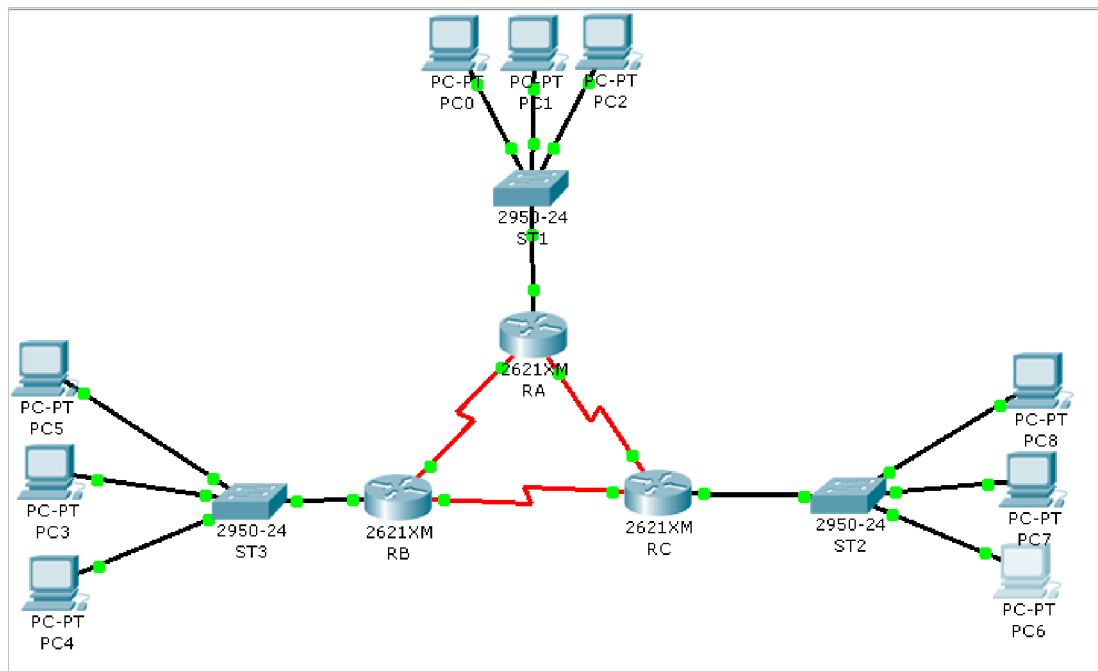 PC-PT
PC0
PC-PT
PC1
PC-PT
PC2
2950-24
ST1
2621XM
RA
PC-PT
PC5
PC-PT
PC3
PC-PT
PC4
2950-24
ST3
2621XM
RB
2621XM
RC
2950-24
ST2
PC-PT
PC8
PC-PT
PC7
PC-PT
PC6